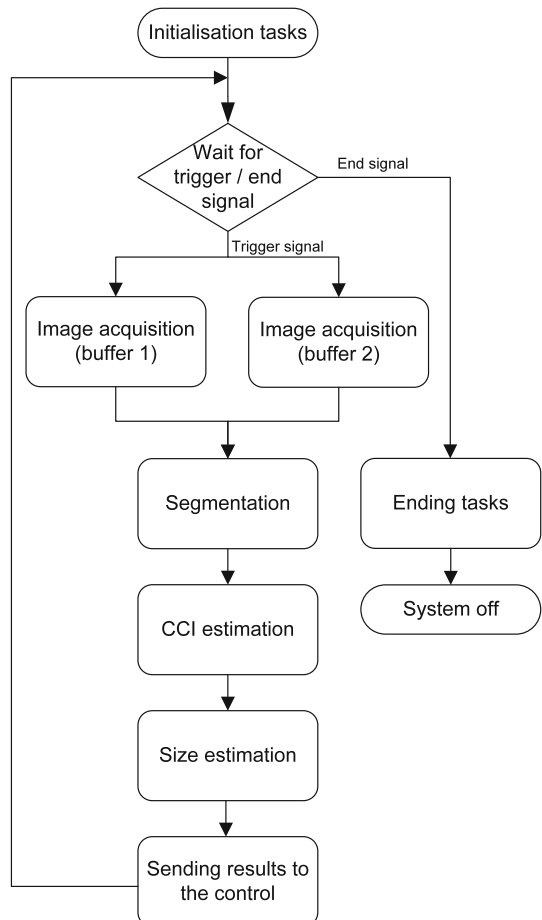 Initialisation tasks
Wait for
trigger / end
signal
End signal
Trigger signal
Image acquisition
(buffer 1)
Image acquisition
(buffer 2)
Segmentation
Ending tasks
CCI estimation
System off
Size estimation
Sending results to
the control